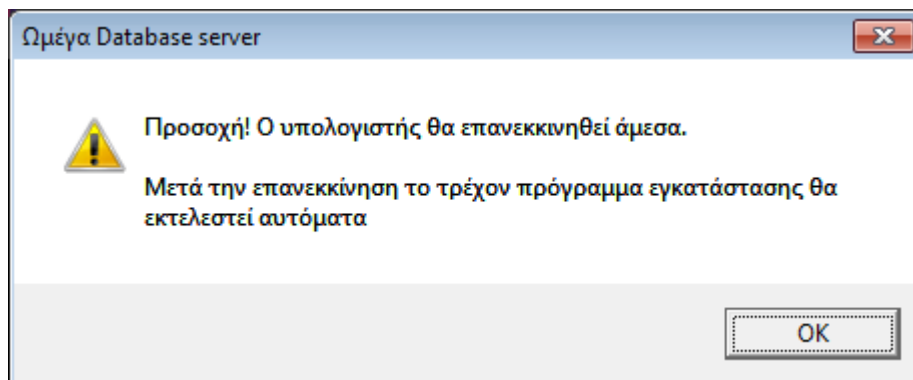 Ωμέγα Database server
Προσοχή! Ο υπολογιστής θα επανεκκινηθεί άμεσα.
Μετά την επανεκκίνηση το τρέχον πρόγραμμα εγκατάστασης θα
εκτελεστεί αυτόματα
OK